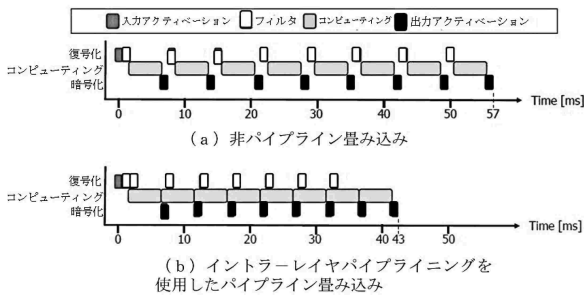 入力アクティベーション フィルタ コンピューティング 出力アクティベーション
復号化
コンピューティング
暗号化
Time [ms]
0 10 20 30 40 50 57
(a)非パイプライン畳み込み
復号化
コンピューティング
暗号化
Time [ms]
0 10 20 30 40 43 50
(b)イントラ-レイヤパイプライニングを
使用したパイプライン畳み込み